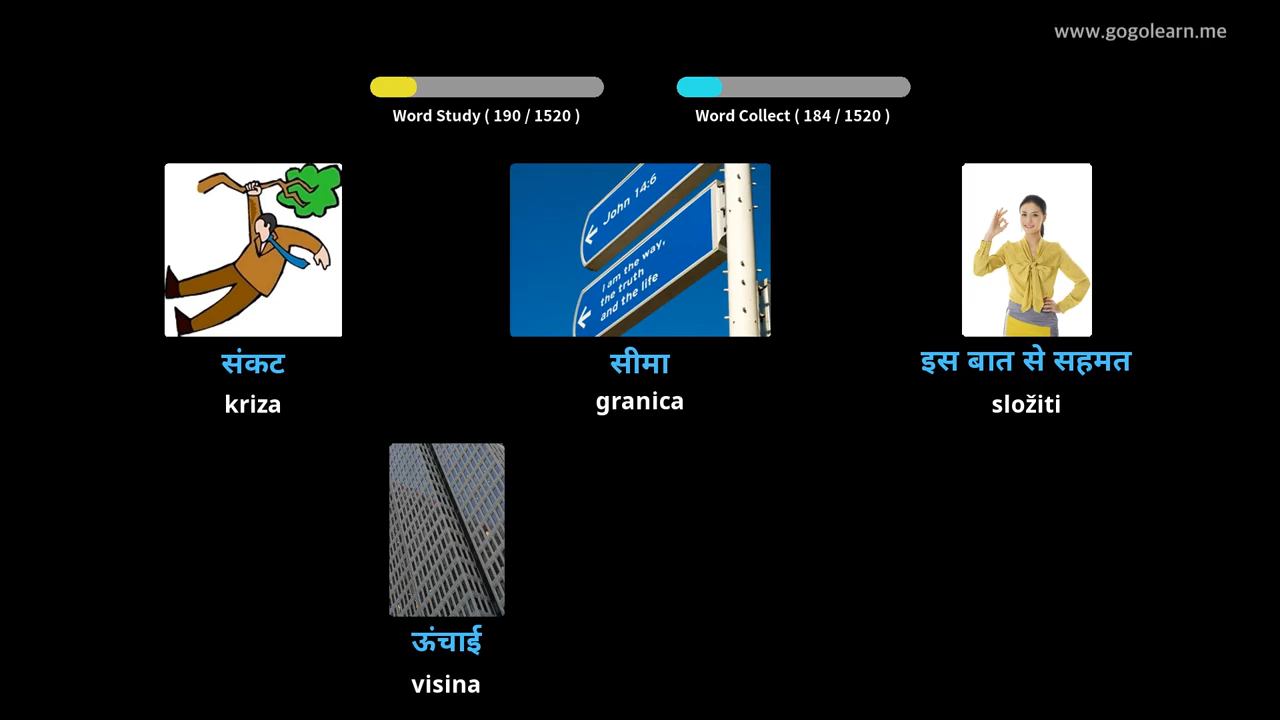 www.gogolearn.me
Word Study ( 190 / 1520 )
Word Collect ( 184 / 1520 )
John 14:6
I am the way,
the truth
and the life
संकट
kriza
सीमा
granica
इस बात से सहमत
složiti
ऊंचाई
visina